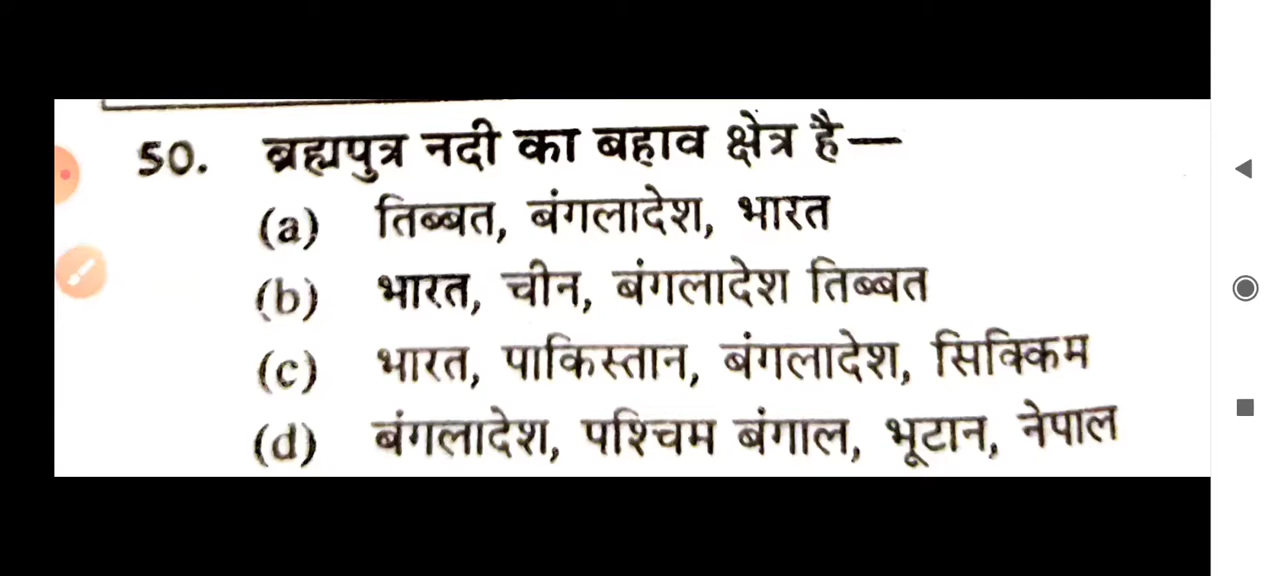 50. ब्रह्मपुत्र नदी का बहाव क्षेत्र है—
(a) तिब्बत, बंगलादेश, भारत
(b) भारत, चीन, बंगलादेश तिब्बत
(c) भारत, पाकिस्तान, बंगलादेश, सिक्किम
(d) बंगलादेश, पश्चिम बंगाल, भूटान, नेपाल